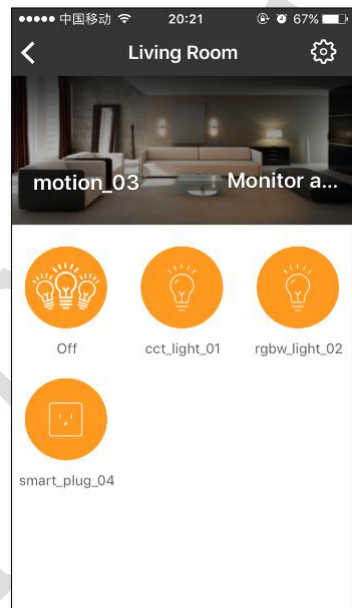 中国移动 20:21 67%
Living Room
motion_03 Monitor a...
Off cct_light_01 rgbw_light_02
smart_plug_04